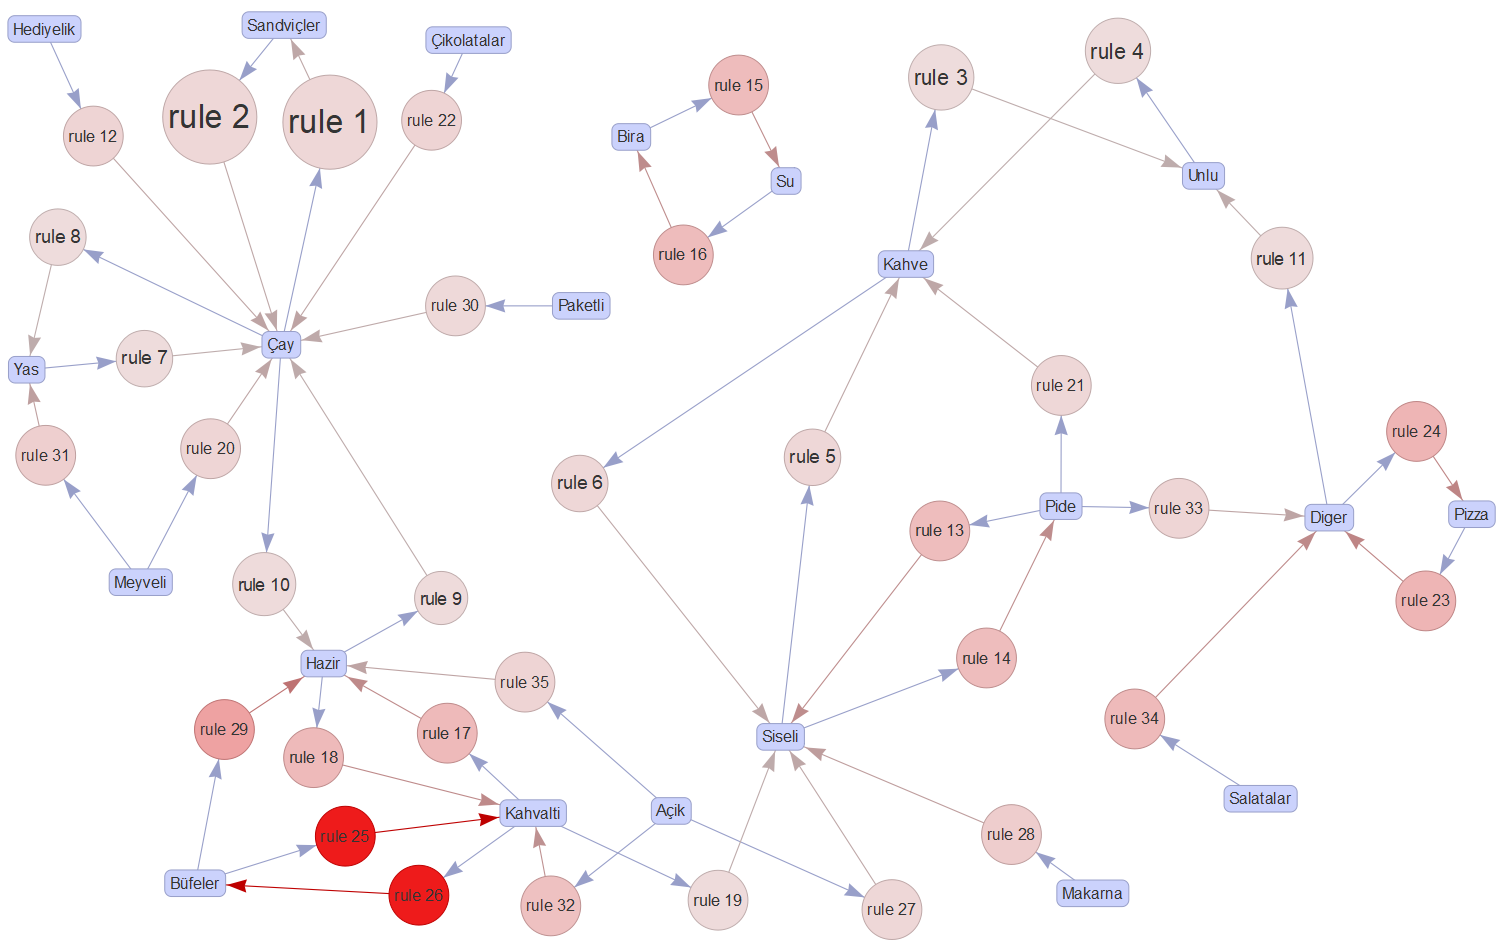 Hediyelik
Sandviçler
Çikolatalar
rule 4
rule 3
rule 15
rule 2
rule 1
rule 22
rule 12
Bira
Unlu
Su
rule 8
rule 16
Kahve
rule 11
rule 30
Paketli
Çay
rule 7
Yas
rule 21
rule 24
rule 20
rule 31
rule 5
rule 6
Pide
rule 33
Diger
Pizza
rule 13
Meyveli
rule 10
rule 9
rule 23
Hazir
rule 14
rule 35
rule 34
rule 29
rule 17
Siseli
rule 18
Salatalar
Kahvalti
Açik
rule 25
rule 28
Büfeler
rule 26
Makarna
rule 19
rule 32
rule 27